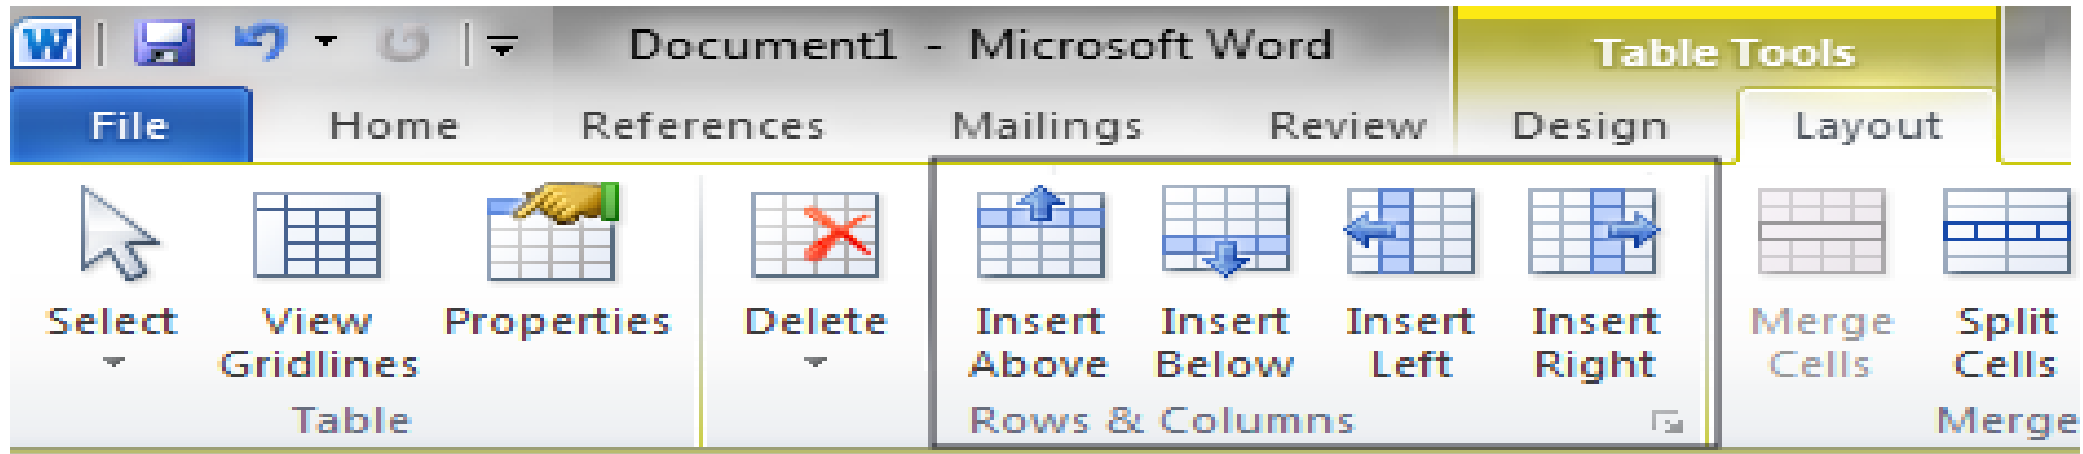 W
Document1 - Microsoft Word
Table Tools
File Home References Mailings Review Design Layout
Select View Gridlines Properties Delete Insert Above Insert Below Insert Left Insert Right Merge Cells Split Cells
Table Rows & Columns Merge